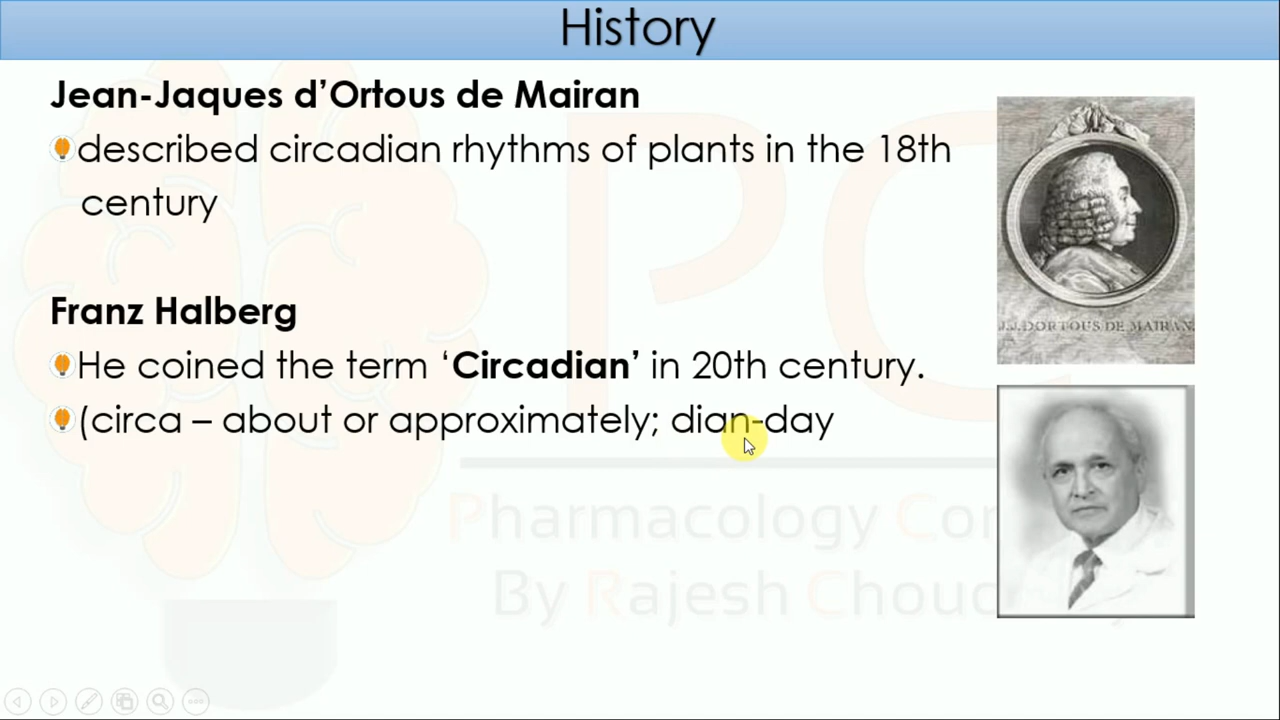 History
Jean-Jaques d’Ortous de Mairan
described circadian rhythms of plants in the 18th
century
J.J. DORTOUS DE MAIRAN.
Franz Halberg
He coined the term ‘Circadian’ in 20th century.
(circa – about or approximately; dian-day
PC
Pharmacology Con
By Rajesh Choud